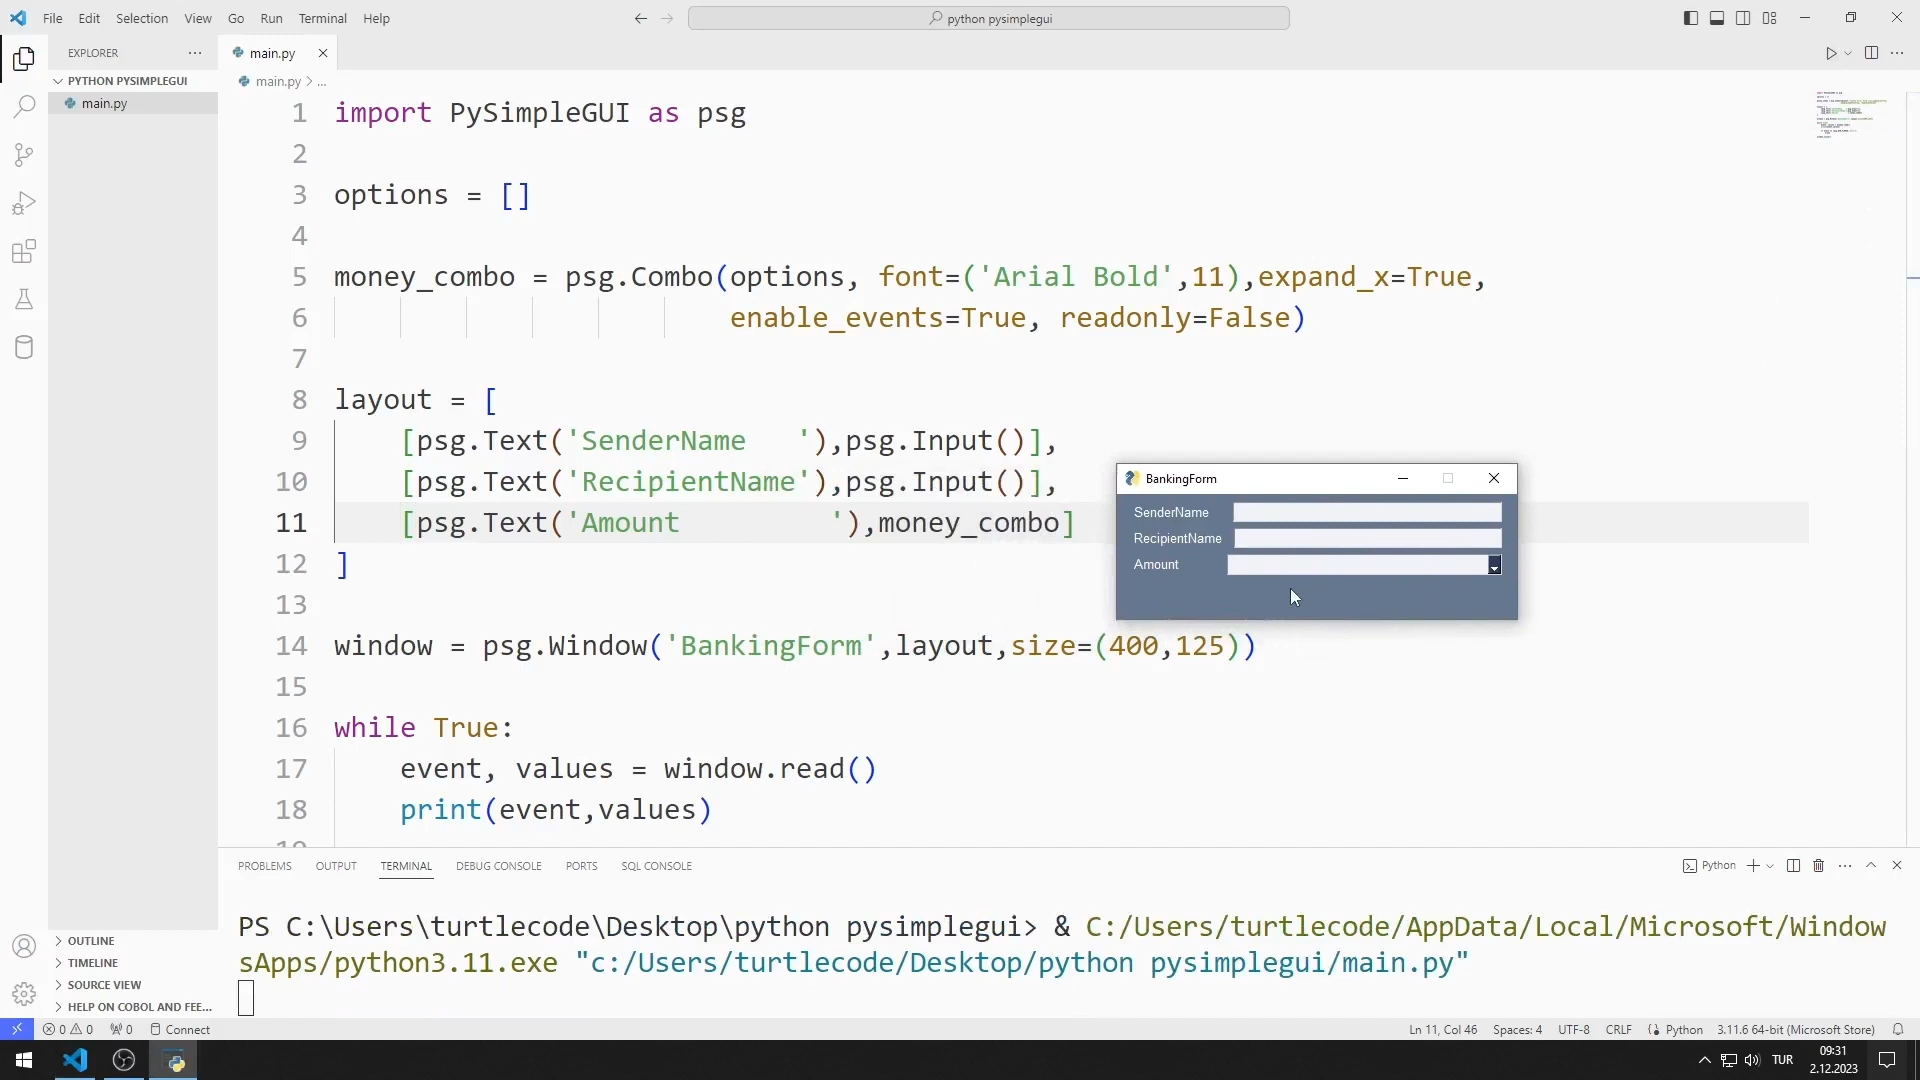 File Edit Selection View Go Run Terminal Help
python pysimplegui
EXPLORER
PYTHON PYSIMPLEGUI
main.py
main.py
main.py > ...
1 import PySimpleGUI as psg
2
3 options = []
4
5 money_combo = psg.Combo(options, font=('Arial Bold',11),expand_x=True,
6 enable_events=True, readonly=False)
7
8 layout = [
9 [psg.Text('SenderName   '),psg.Input()],
10 [psg.Text('RecipientName'),psg.Input()],
11 [psg.Text('Amount         '),money_combo]
12 ]
13
14 window = psg.Window('BankingForm',layout,size=(400,125))
15
16 while True:
17 event, values = window.read()
18 print(event,values)
BankingForm
SenderName
RecipientName
Amount
PROBLEMS OUTPUT TERMINAL DEBUG CONSOLE PORTS SQL CONSOLE
Python
PS C:\Users\turtlecode\Desktop\python pysimplegui> & C:/Users/turtlecode/AppData/Local/Microsoft/Window
sApps/python3.11.exe "c:/Users/turtlecode/Desktop/python pysimplegui/main.py"
OUTLINE
TIMELINE
SOURCE VIEW
HELP ON COBOL AND FEE...
0 0 0 Connect
Ln 11, Col 46 Spaces: 4 UTF-8 CRLF Python 3.11.6 64-bit (Microsoft Store)
TUR
09:31
2.12.2023